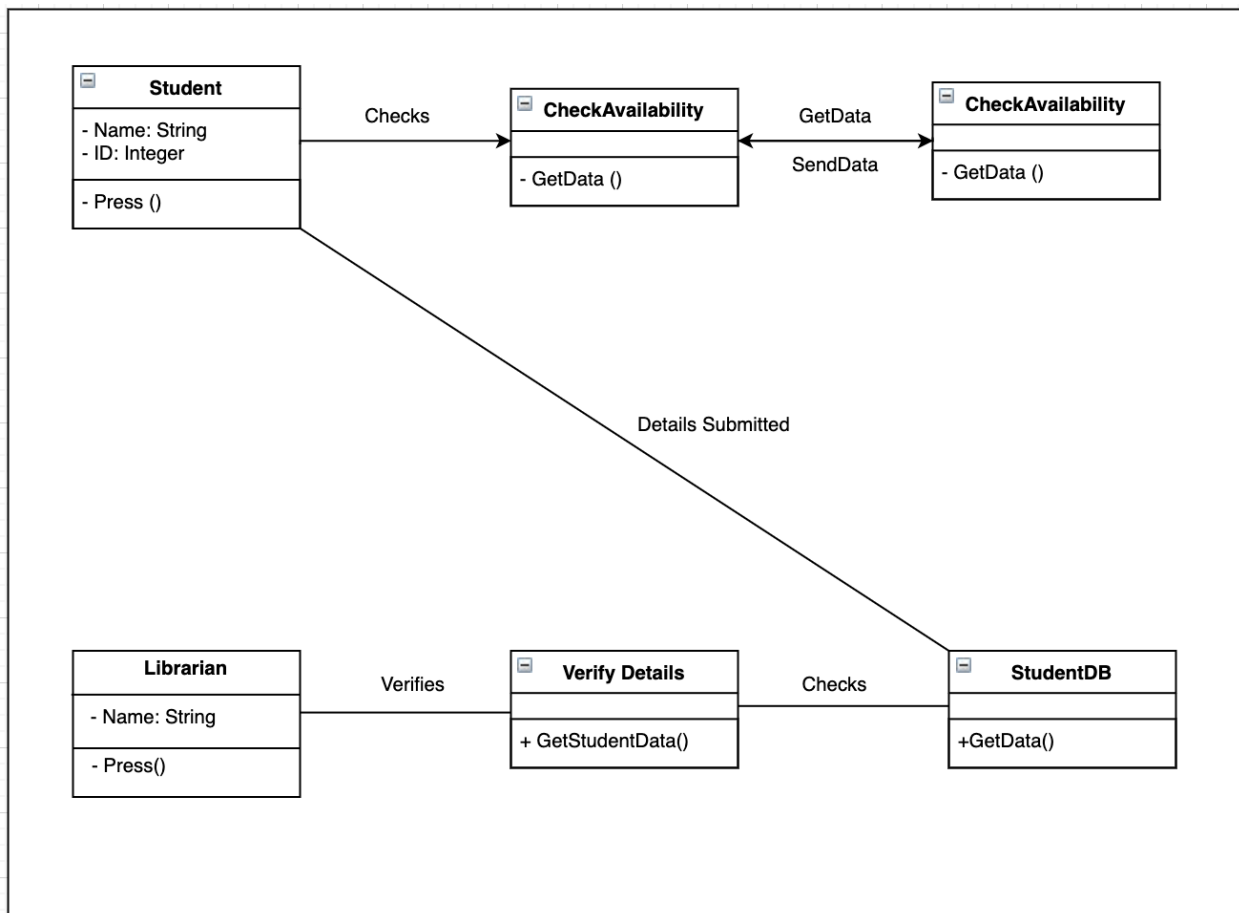 Student
- Name: String
- ID: Integer
- Press ()
Checks
CheckAvailability
- GetData ()
GetData
SendData
CheckAvailability
- GetData ()
Details Submitted
Librarian
- Name: String
- Press()
Verifies
Verify Details
+ GetStudentData()
Checks
StudentDB
+GetData()